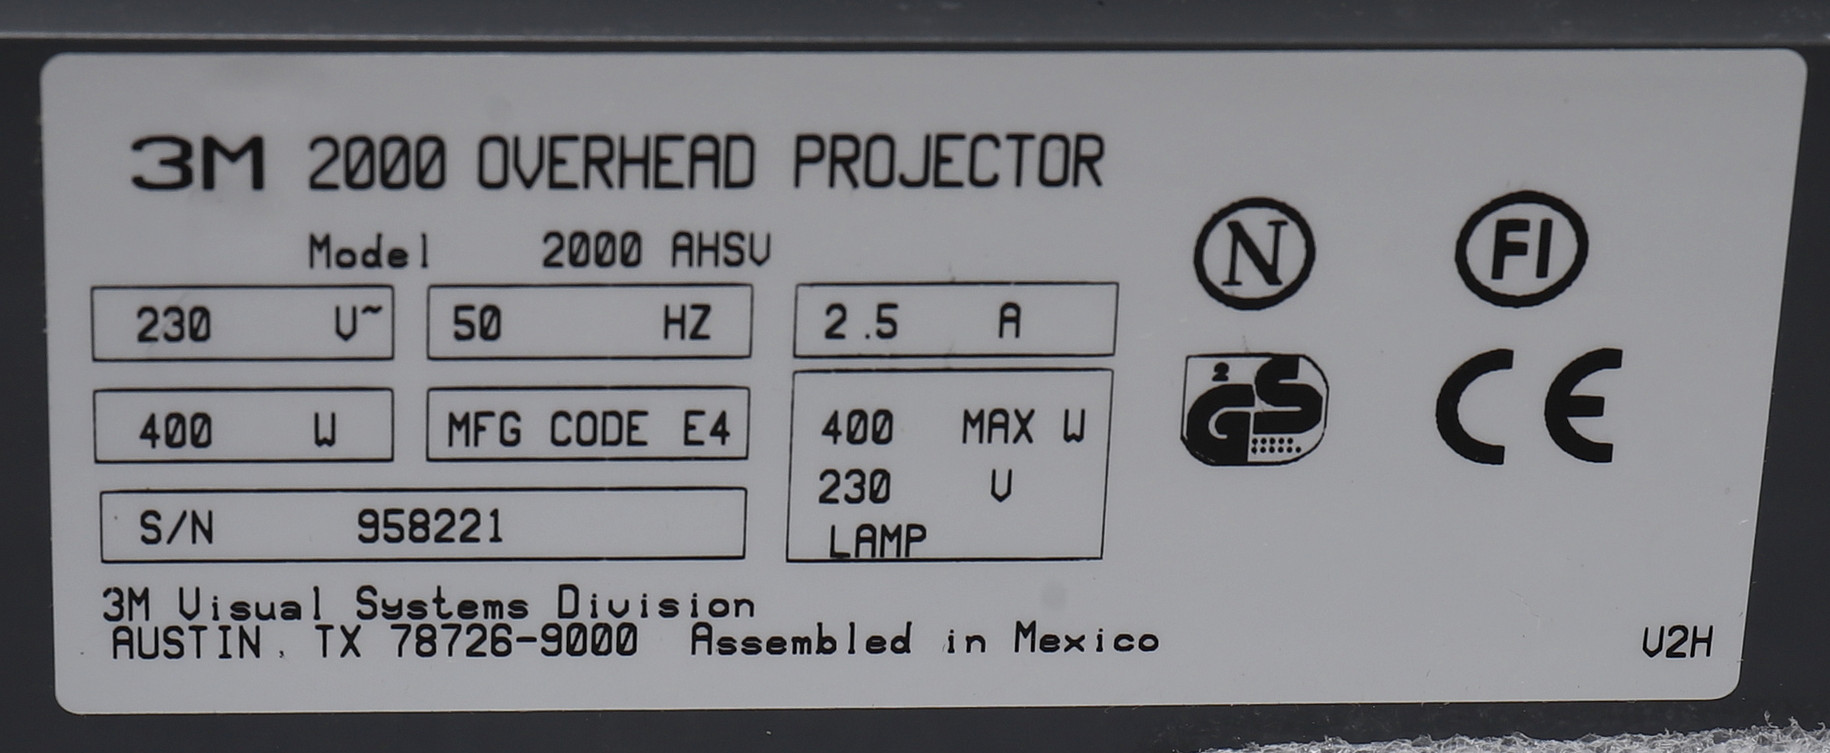 3M 2000 OVERHEAD PROJECTOR
Model 2000 AHSV
230 V~ 50 HZ 2.5 A
400 W MFG CODE E4 400 MAX W
230 V
LAMP
S/N 958221
3M Visual Systems Division
AUSTIN, TX 78726-9000 Assembled in Mexico
N FI
2 GS CE
V2H